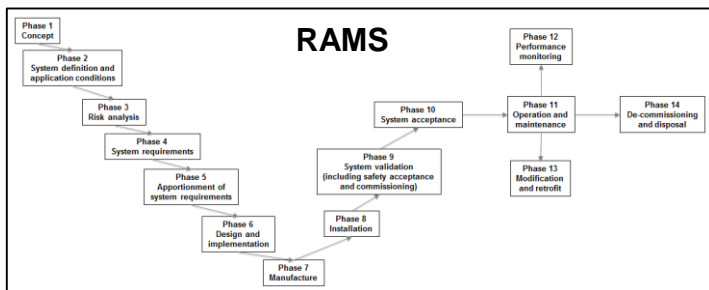 RAMS
Phase 1
Concept
Phase 2
System definition and
application conditions
Phase 3
Risk analysis
Phase 4
System requirements
Phase 5
Apportionment of
system requirements
Phase 6
Design and
implementation
Phase 7
Manufacture
Phase 8
Installation
Phase 9
System validation
(including safety acceptance
and commissioning)
Phase 10
System acceptance
Phase 11
Operation and
maintenance
Phase 12
Performance
monitoring
Phase 13
Modification
and retrofit
Phase 14
De-commissioning
and disposal